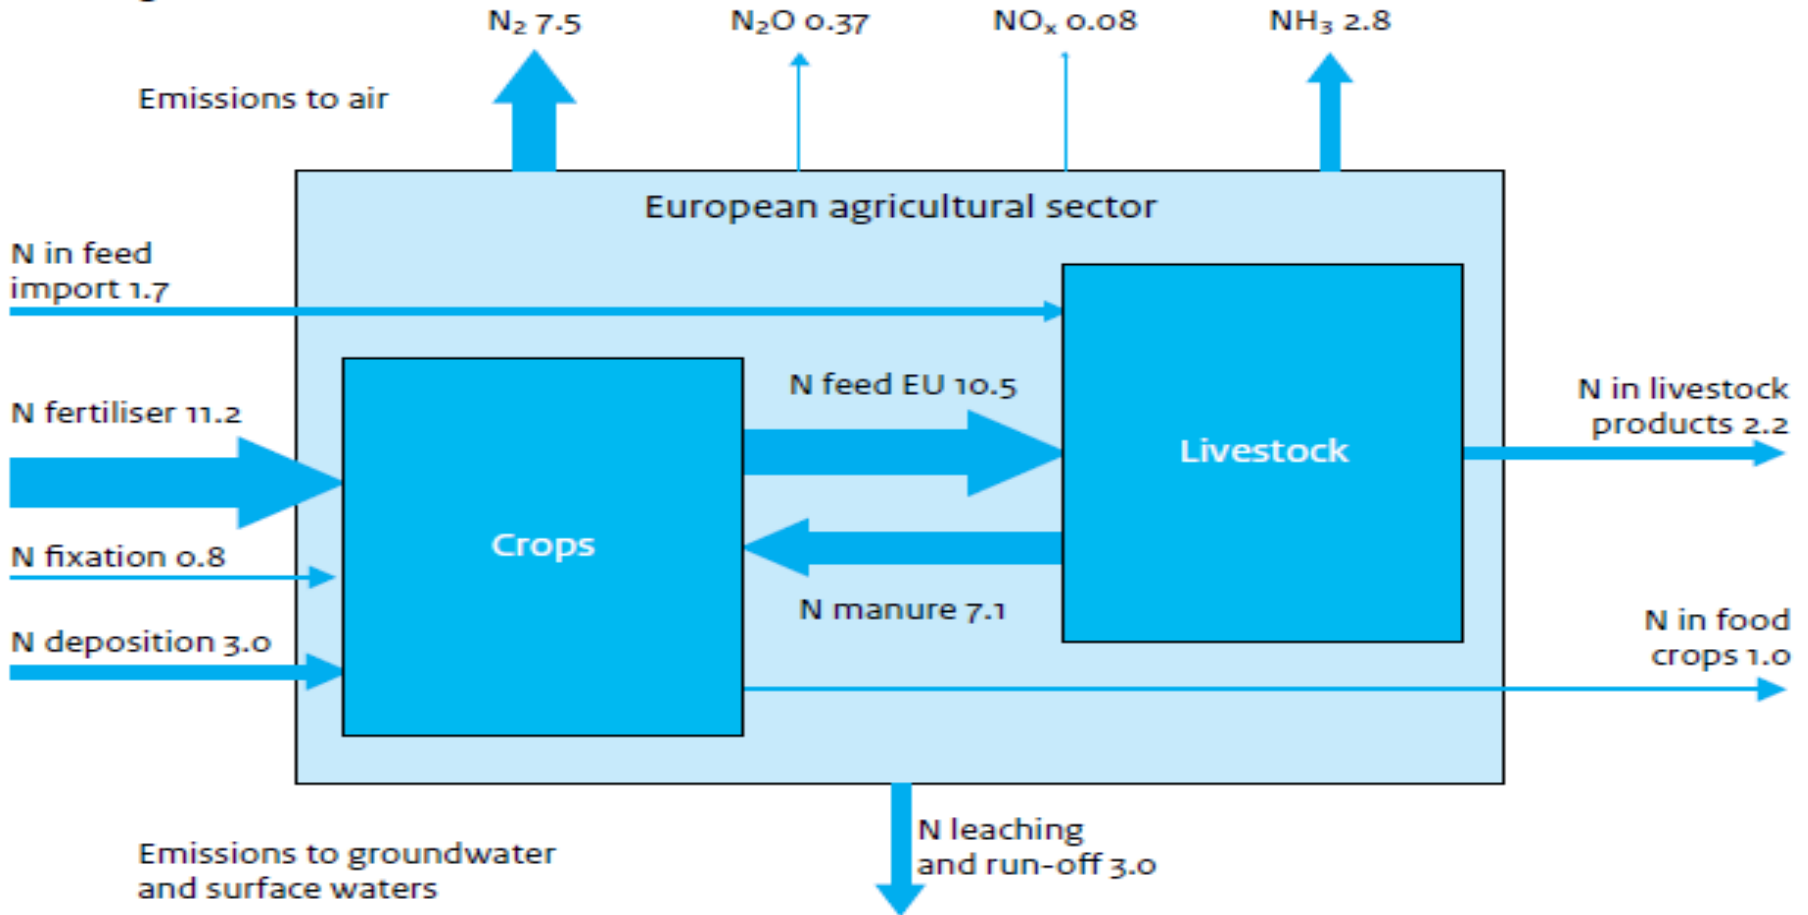 N₂ 7.5
N₂O 0.37
NOₓ 0.08
NH₃ 2.8
Emissions to air
European agricultural sector
N in feed
import 1.7
N feed EU 10.5
N fertiliser 11.2
N in livestock
products 2.2
Livestock
Crops
N fixation 0.8
N manure 7.1
N deposition 3.0
N in food
crops 1.0
N leaching
and run-off 3.0
Emissions to groundwater
and surface waters